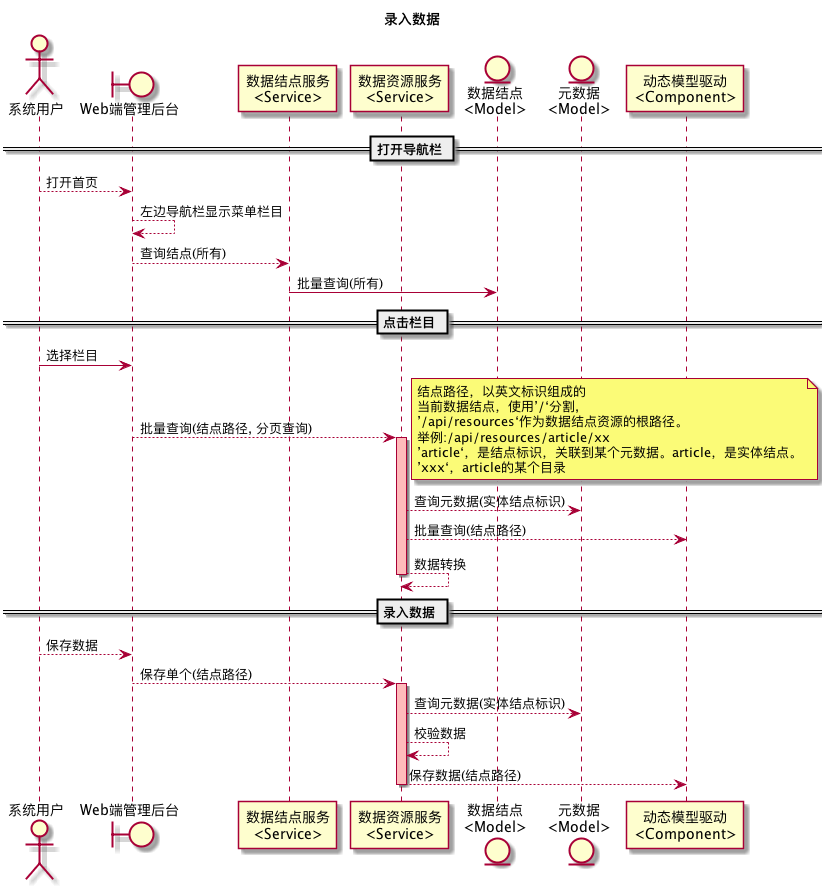 录入数据
系统用户
Web端管理后台
数据结点服务
<Service>
数据资源服务
<Service>
数据结点
<Model>
元数据
<Model>
动态模型驱动
<Component>
打开导航栏
打开首页
左边导航栏显示菜单栏目
查询结点(所有)
批量查询(所有)
点击栏目
选择栏目
结点路径，以英文标识组成的
当前数据结点，使用’/‘分割，
’/api/resources‘作为数据结点资源的根路径。
举例:/api/resources/article/xx
’article‘，是结点标识，关联到某个元数据。article，是实体结点。
’xxx‘，article的某个目录
批量查询(结点路径, 分页查询)
查询元数据(实体结点标识)
批量查询(结点路径)
数据转换
录入数据
保存数据
保存单个(结点路径)
查询元数据(实体结点标识)
校验数据
保存数据(结点路径)
系统用户
Web端管理后台
数据结点服务
<Service>
数据资源服务
<Service>
数据结点
<Model>
元数据
<Model>
动态模型驱动
<Component>